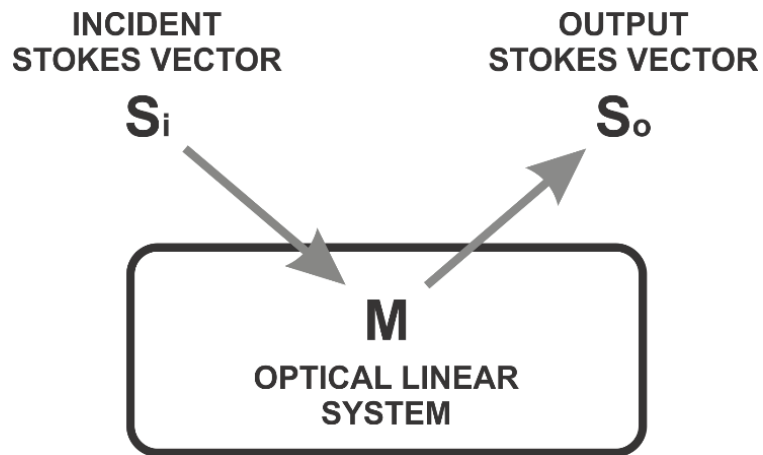 INCIDENT
STOKES VECTOR
Si
OUTPUT
STOKES VECTOR
So
M
OPTICAL LINEAR
SYSTEM